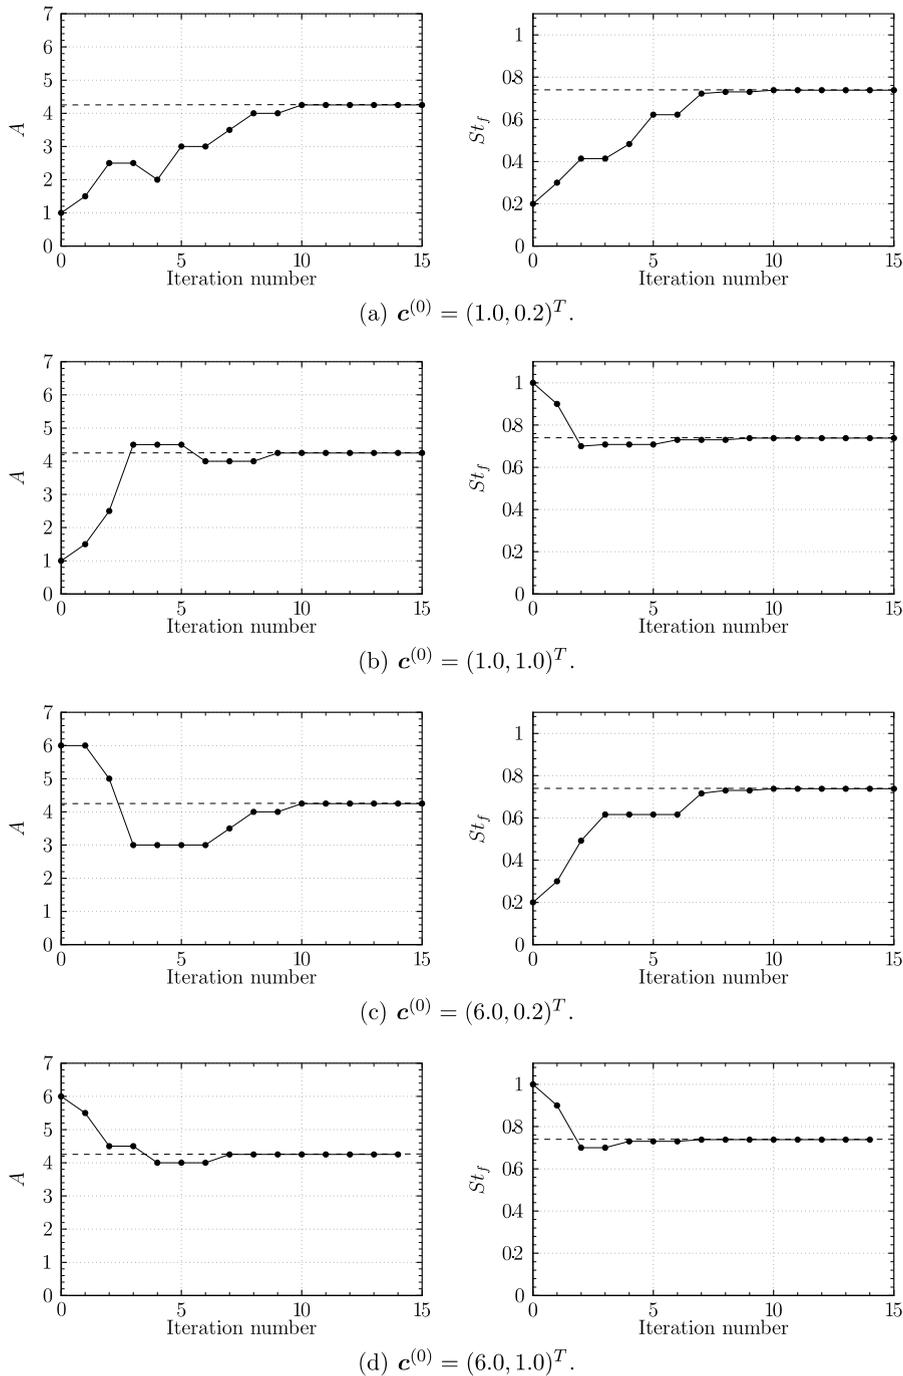 7
6
5
4
3
2
1
0
A
0 5 10 15
Iteration number
1
0.8
0.6
0.4
0.2
0
St_f
0 5 10 15
Iteration number
(a) c^(0) = (1.0, 0.2)^T.
7
6
5
4
3
2
1
0
A
0 5 10 15
Iteration number
1
0.8
0.6
0.4
0.2
0
St_f
0 5 10 15
Iteration number
(b) c^(0) = (1.0, 1.0)^T.
7
6
5
4
3
2
1
0
A
0 5 10 15
Iteration number
1
0.8
0.6
0.4
0.2
0
St_f
0 5 10 15
Iteration number
(c) c^(0) = (6.0, 0.2)^T.
7
6
5
4
3
2
1
0
A
0 5 10 15
Iteration number
1
0.8
0.6
0.4
0.2
0
St_f
0 5 10 15
Iteration number
(d) c^(0) = (6.0, 1.0)^T.